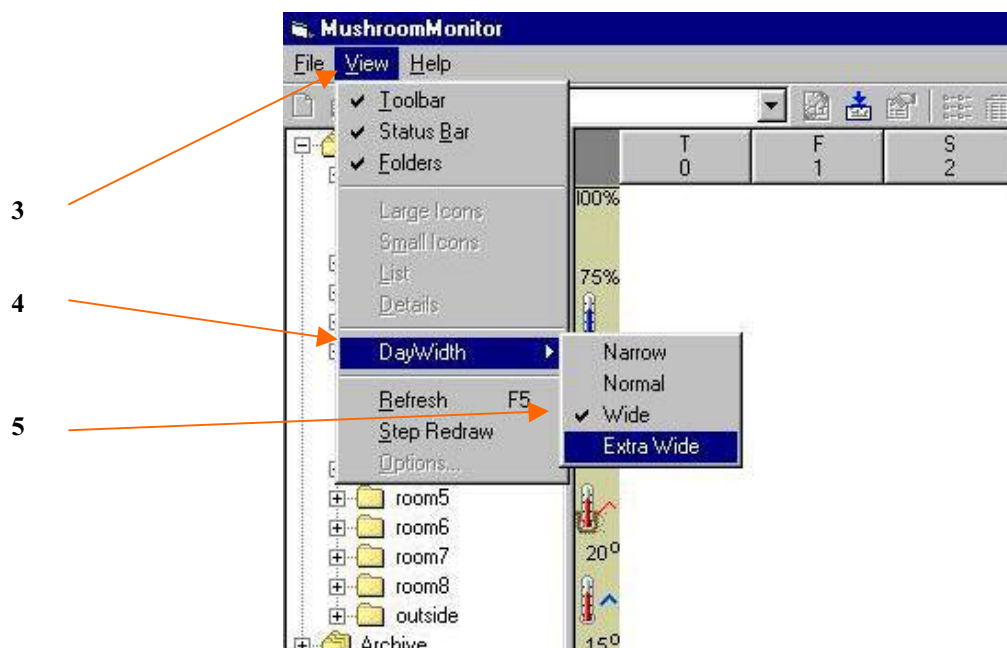 MushroomMonitor
File View Help
Toolbar
Status Bar
Folders
T F S
0 1 2
3
Large Icons
Small Icons
List
Details
100%
75%
4
DayWidth
Narrow
Normal
Wide
Extra Wide
5
Refresh F5
Step Redraw
Options...
room5
room6
room7
room8
outside
Archive
20°
15°